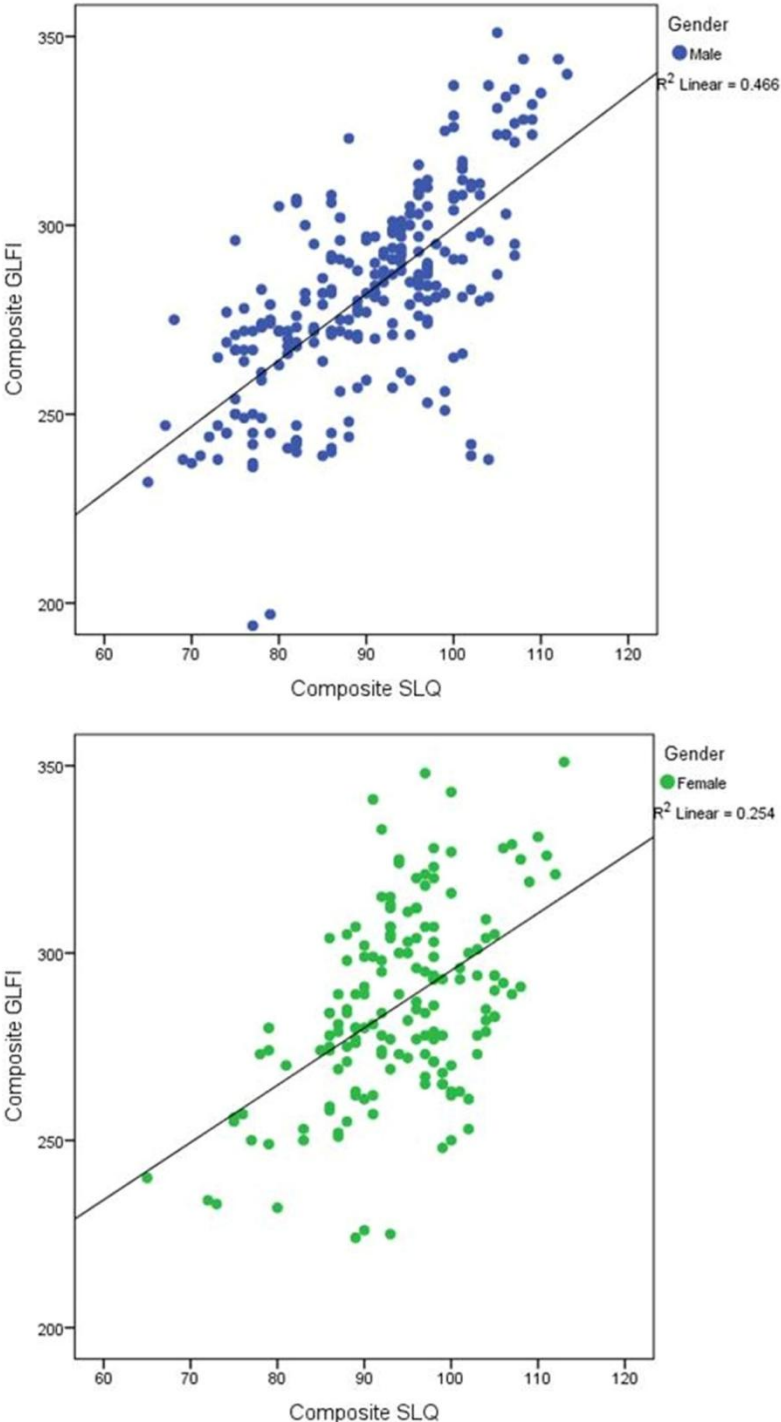 Gender
Male
R² Linear = 0.466
350
300
250
200
Composite GLFI
60 70 80 90 100 110 120
Composite SLQ
Gender
Female
R² Linear = 0.254
350
300
250
200
Composite GLFI
60 70 80 90 100 110 120
Composite SLQ